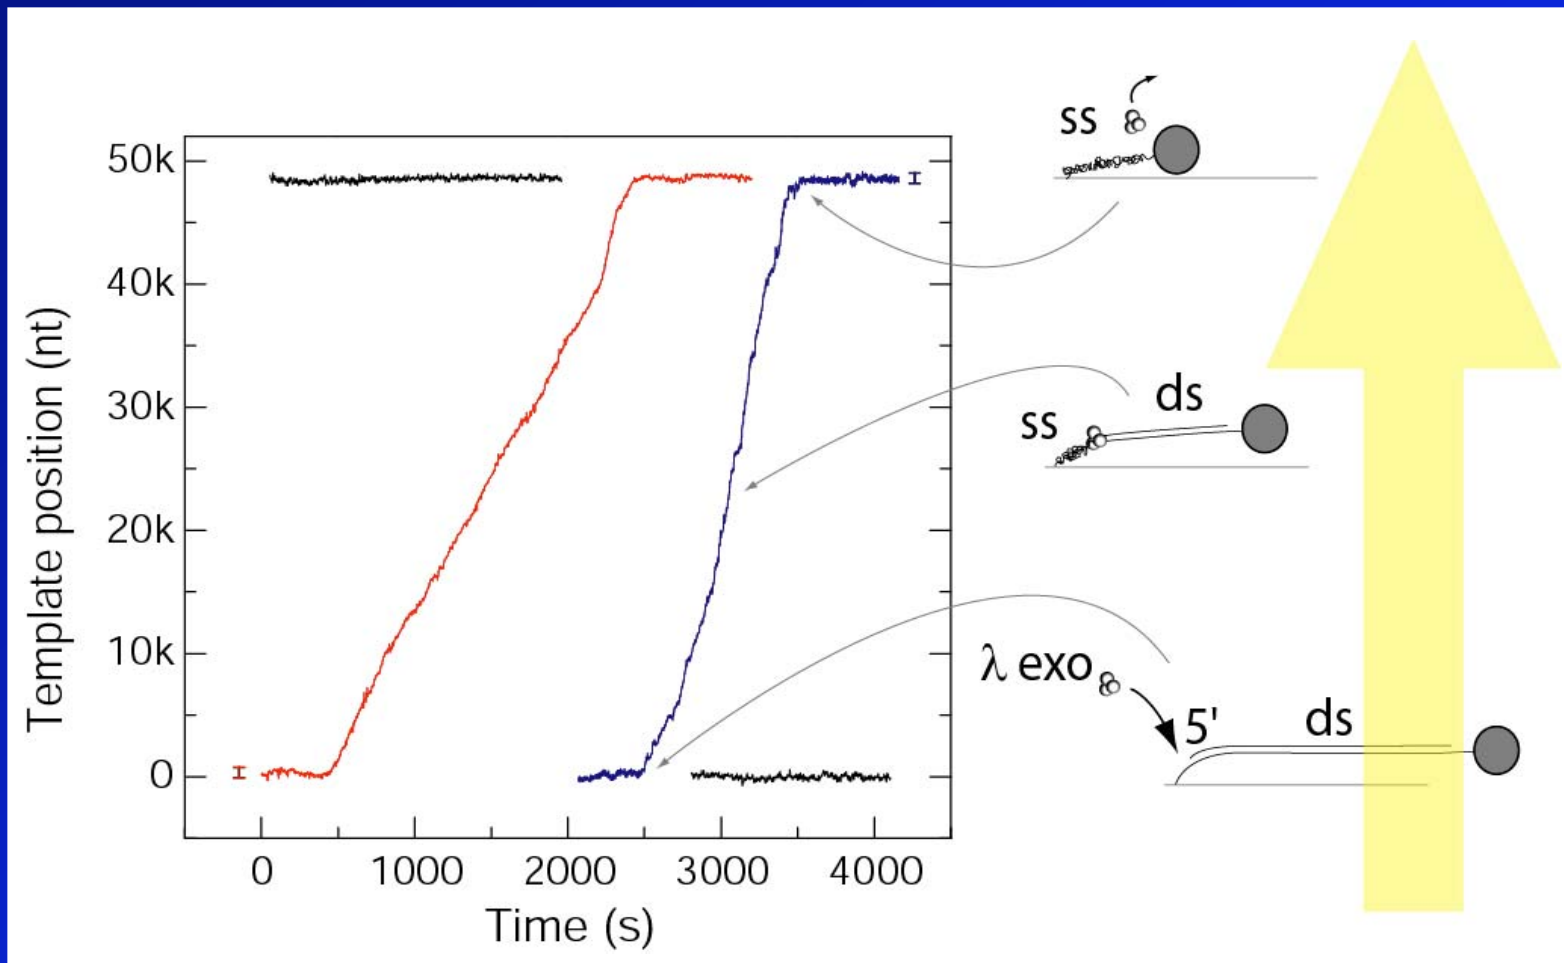 Template position (nt)
50k
40k
30k
20k
10k
0
0
1000
2000
3000
4000
Time (s)
ss
ss
ds
λ exo
5'
ds